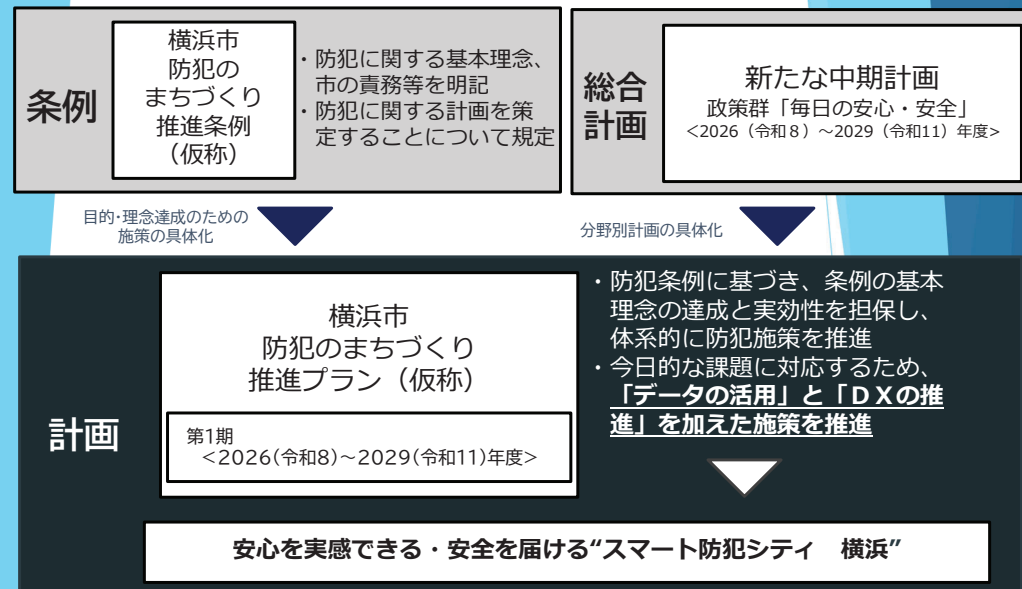 条例
横浜市
防犯の
まちづくり
推進条例
（仮称）
・防犯に関する基本理念、
市の責務等を明記
・防犯に関する計画を策
定することについて規定
総合
計画
新たな中期計画
政策群「毎日の安心・安全」
<2026（令和８）～2029（令和11）年度>
目的・理念達成のための
施策の具体化
分野別計画の具体化
計画
横浜市
防犯のまちづくり
推進プラン（仮称）
第1期
<2026(令和8)～2029(令和11)年度>
・防犯条例に基づき、条例の基本
理念の達成と実効性を担保し、
体系的に防犯施策を推進
・今日的な課題に対応するため、
「データの活用」と「ＤＸの推
進」を加えた施策を推進
安心を実感できる・安全を届ける“スマート防犯シティ　横浜”